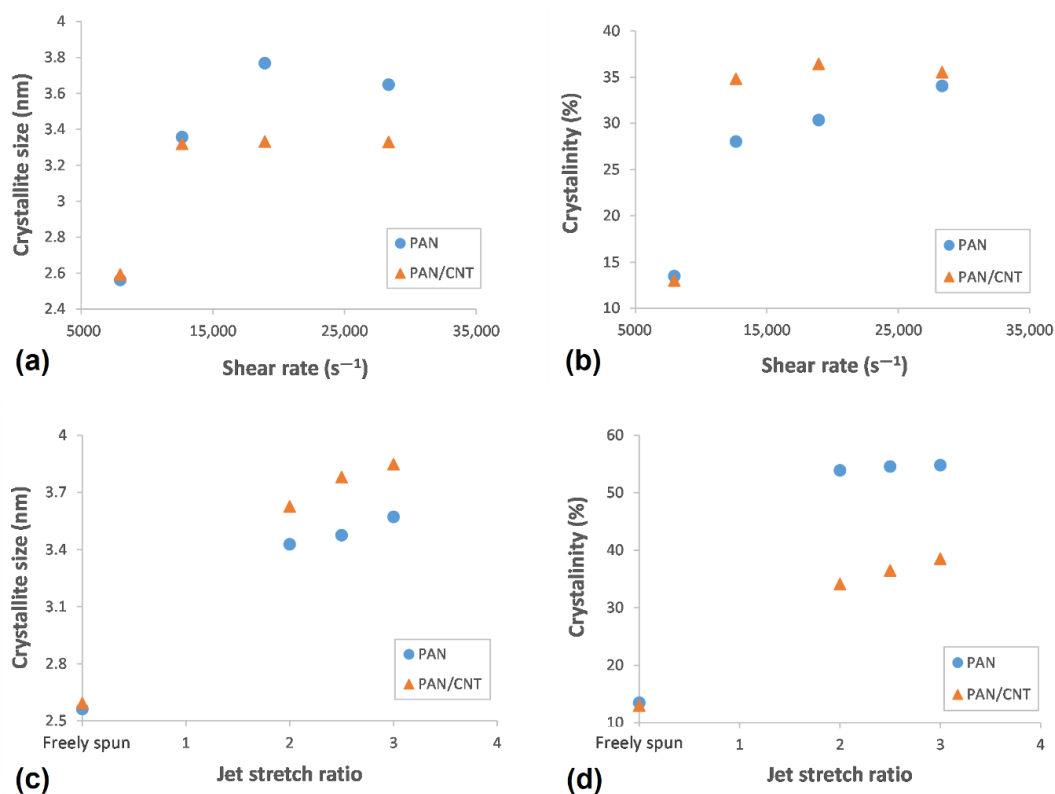 4
3.8
3.6
3.4
3.2
3
2.8
2.6
2.4
Crystallite size (nm)
PAN
PAN/CNT
5000 15,000 25,000 35,000
Shear rate (s⁻¹)
(a)
40
35
30
25
20
15
10
Crystalinity (%)
PAN
PAN/CNT
5000 15,000 25,000 35,000
Shear rate (s⁻¹)
(b)
4
3.7
3.4
3.1
2.8
2.5
Crystallite size (nm)
PAN
PAN/CNT
Freely spun 1 2 3 4
Jet stretch ratio
(c)
60
50
40
30
20
10
Crystalinity (%)
PAN
PAN/CNT
Freely spun 1 2 3 4
Jet stretch ratio
(d)